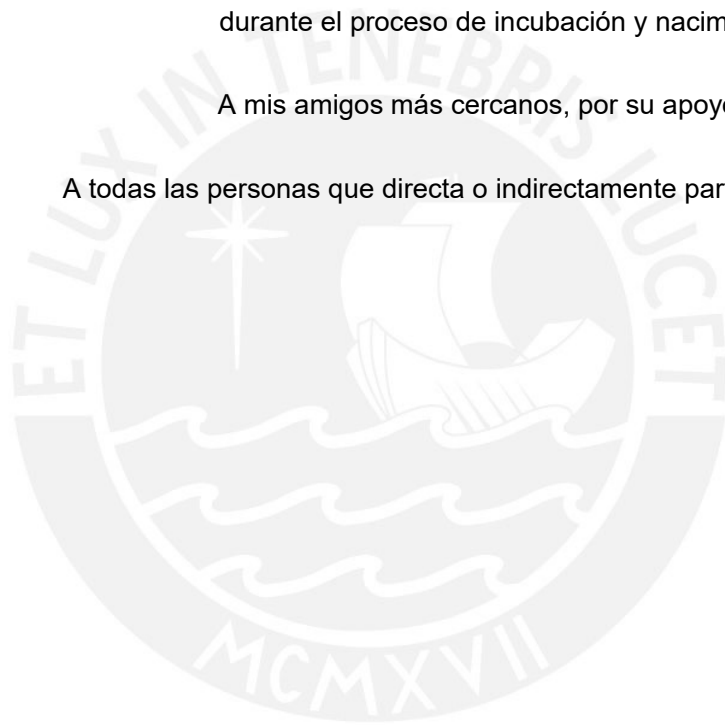 durante el proceso de incubación y nacim
A mis amigos más cercanos, por su apoy
A todas las personas que directa o indirectamente par
ET LUX IN TENEBRIS LUCET
MCMXVII